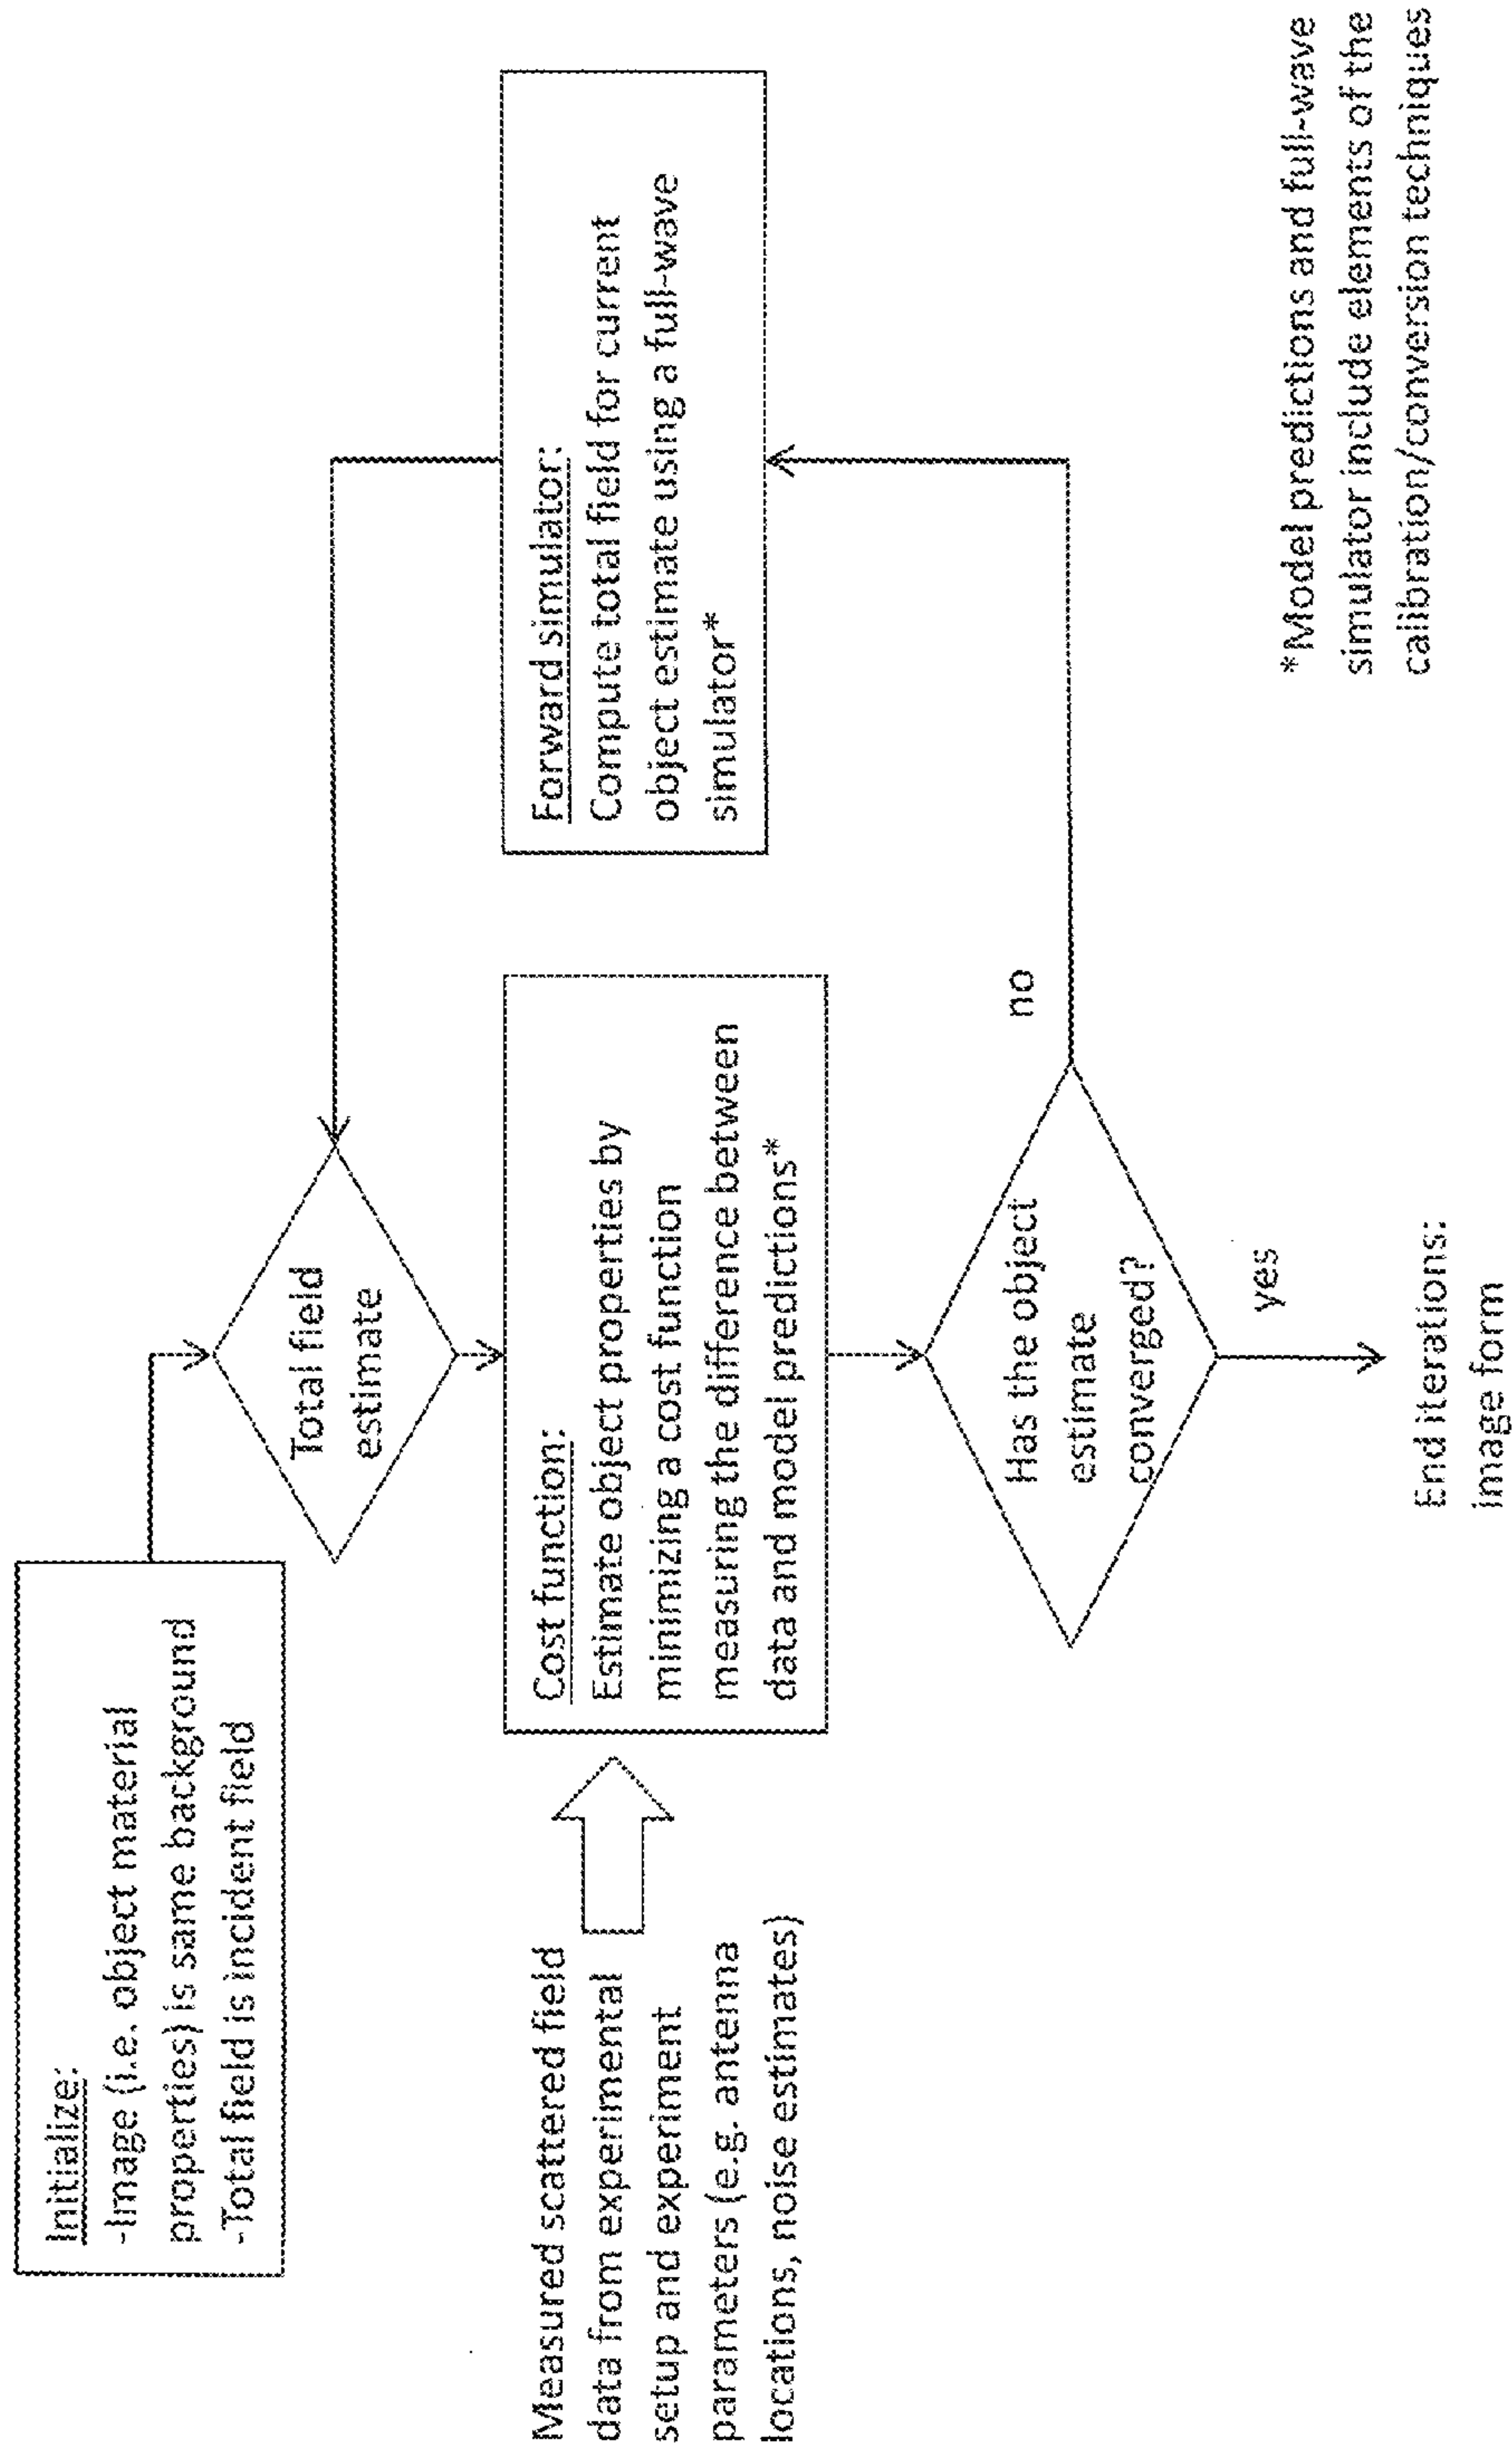 Initialize:
-Image (i.e. object material
properties) is same background
-Total field is incident field
Total field
estimate
Measured scattered field
data from experimental
setup and experiment
parameters (e.g. antenna
locations, noise estimates)
Cost function:
Estimate object properties by
minimizing a cost function
measuring the difference between
data and model predictions*
Forward simulator:
Compute total field for current
object estimate using a full-wave
simulator*
Has the object
estimate
converged?
no
yes
End iterations:
image form
*Model predictions and full-wave
simulator include elements of the
calibration/conversion techniques